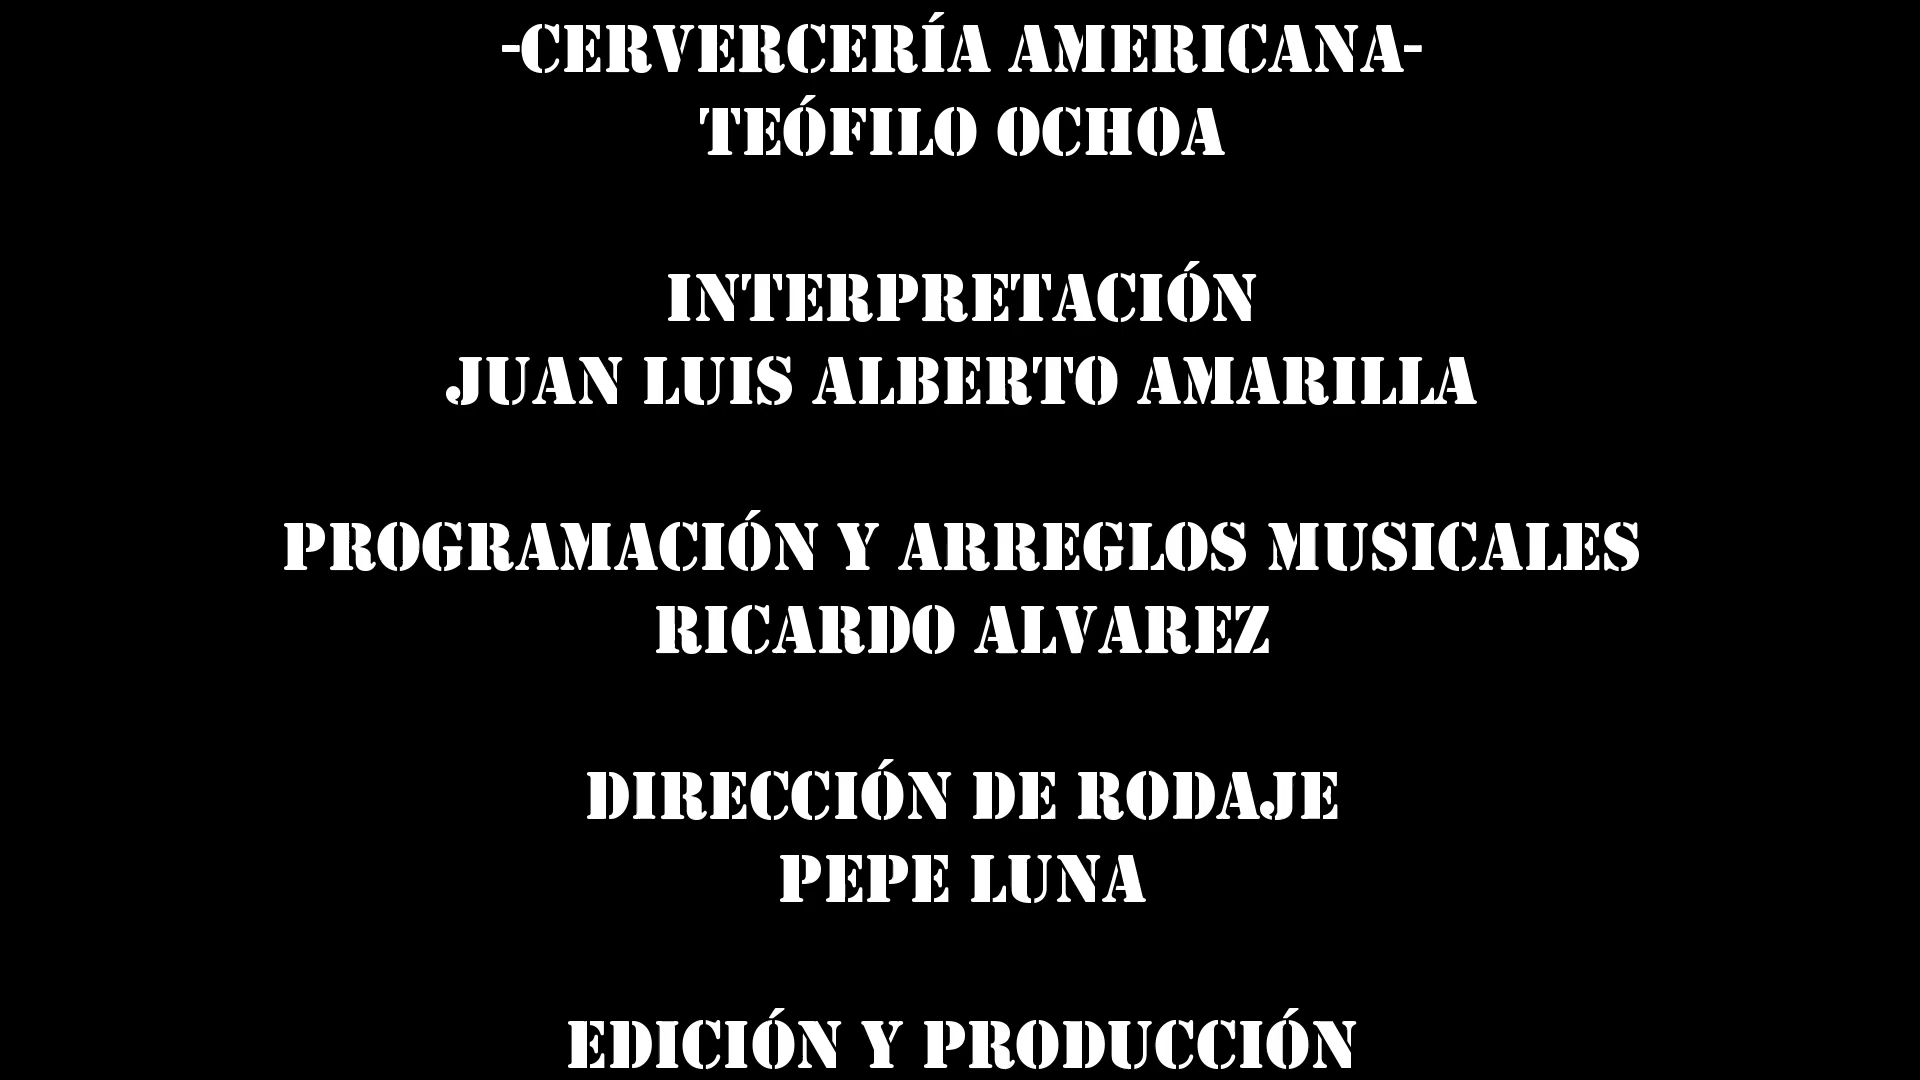 -CERVERCERÍA AMERICANA-
TEÓFILO OCHOA
INTERPRETACIÓN
JUAN LUIS ALBERTO AMARILLA
PROGRAMACIÓN Y ARREGLOS MUSICALES
RICARDO ALVAREZ
DIRECCIÓN DE RODAJE
PEPE LUNA
EDICIÓN Y PRODUCCIÓN